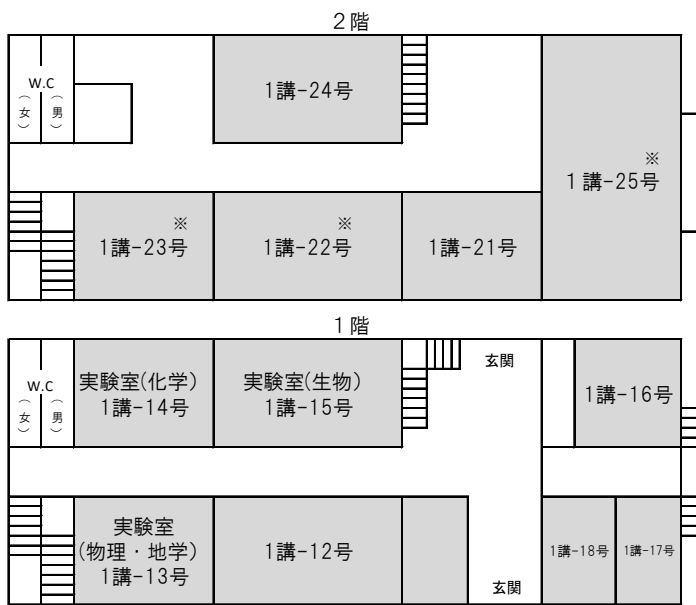 2階
W.C
（女）
（男）
1講-24号
※
1講-25号
※
1講-23号
※
1講-22号
1講-21号
1階
W.C
（女）
（男）
実験室(化学)
1講-14号
実験室(生物)
1講-15号
玄関
1講-16号
実験室
(物理・地学)
1講-13号
1講-12号
玄関
1講-18号
1講-17号